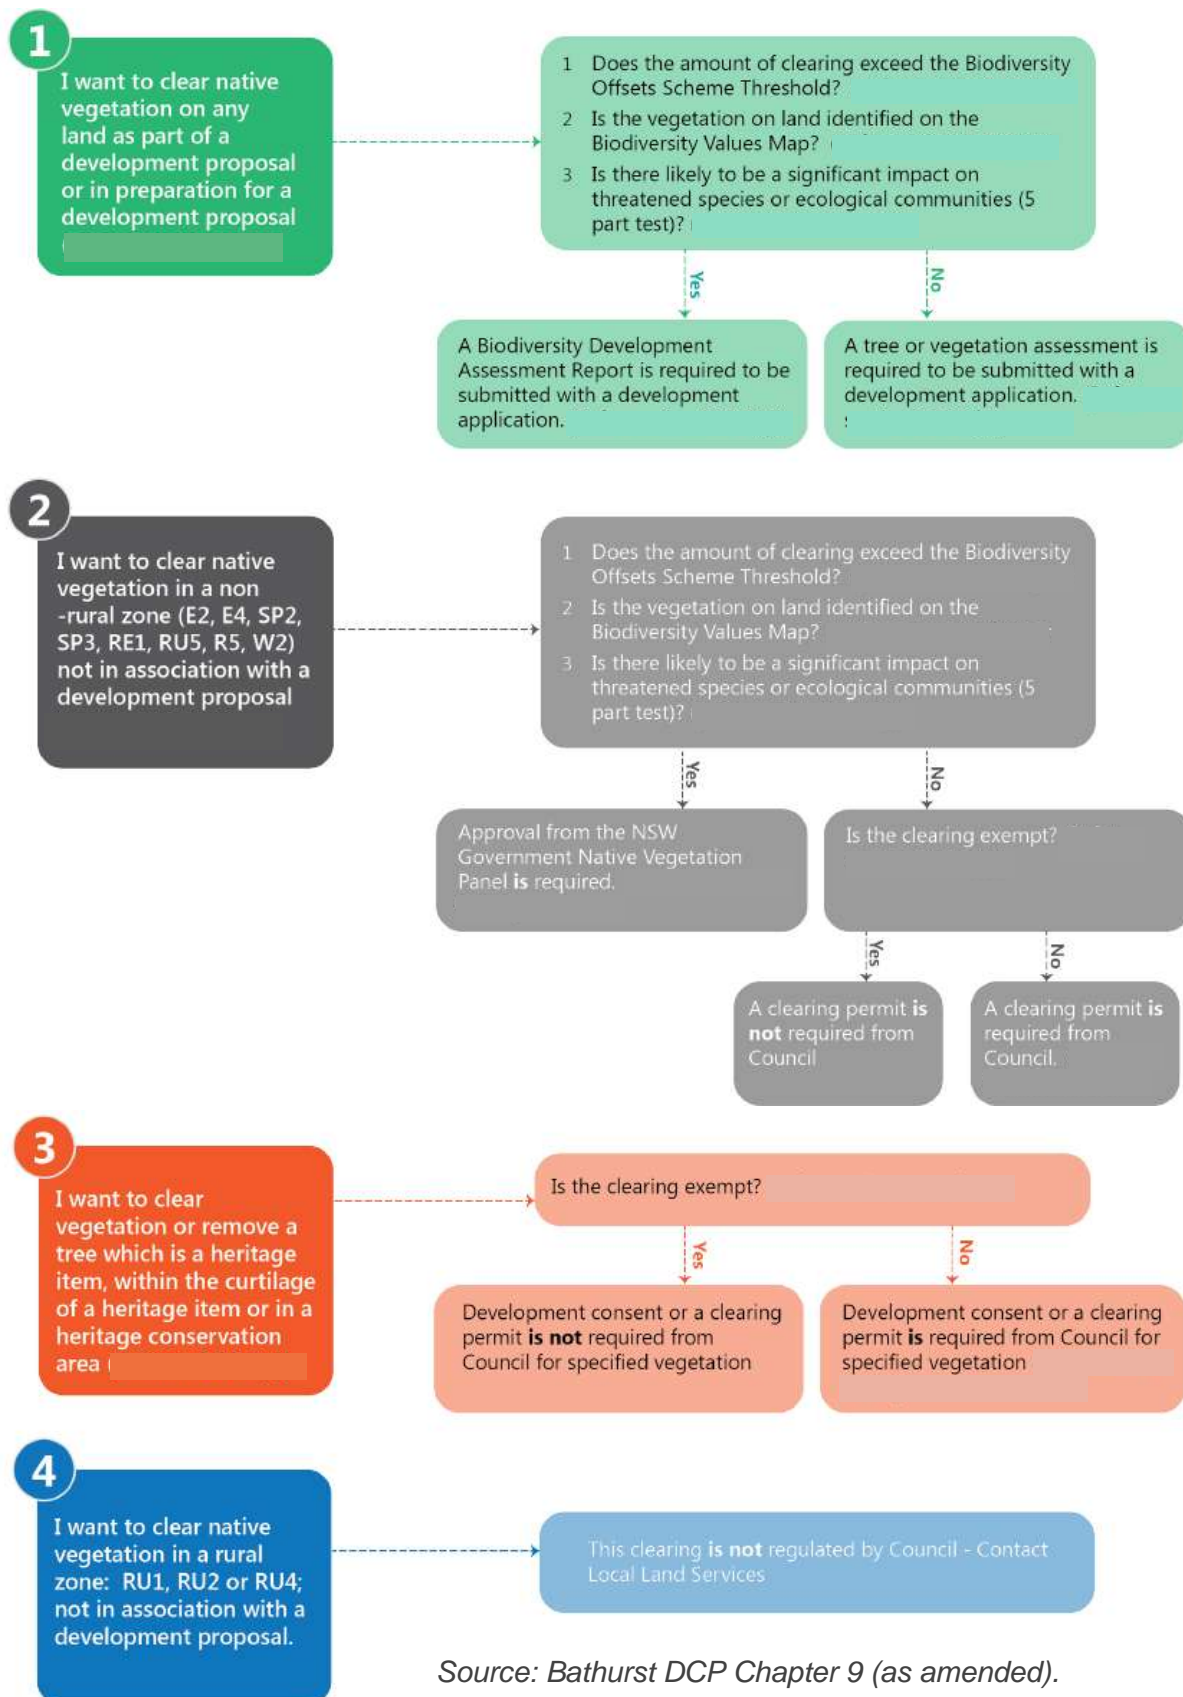 1
I want to clear native
vegetation on any
land as part of a
development proposal
or in preparation for a
development proposal
(
1 Does the amount of clearing exceed the Biodiversity
Offsets Scheme Threshold?
2 Is the vegetation on land identified on the
Biodiversity Values Map? (
3 Is there likely to be a significant impact on
threatened species or ecological communities (5
part test)? (
Yes
No
A Biodiversity Development
Assessment Report is required to be
submitted with a development
application.
A tree or vegetation assessment is
required to be submitted with a
development application.
2
I want to clear native
vegetation in a non
-rural zone (E2, E4, SP2,
SP3, RE1, RU5, R5, W2)
not in association with a
development proposal
1 Does the amount of clearing exceed the Biodiversity
Offsets Scheme Threshold?
2 Is the vegetation on land identified on the
Biodiversity Values Map?
3 Is there likely to be a significant impact on
threatened species or ecological communities (5
part test)?
Yes
No
Approval from the NSW
Government Native Vegetation
Panel is required.
Is the clearing exempt?
Yes
No
A clearing permit is
not required from
Council
A clearing permit is
required from
Council.
3
I want to clear
vegetation or remove a
tree which is a heritage
item, within the curtilage
of a heritage item or in a
heritage conservation
area (
Is the clearing exempt?
Yes
No
Development consent or a clearing
permit is not required from
Council for specified vegetation
Development consent or a clearing
permit is required from Council for
specified vegetation
4
I want to clear native
vegetation in a rural
zone: RU1, RU2 or RU4;
not in association with a
development proposal.
This clearing is not regulated by Council - Contact
Local Land Services
Source: Bathurst DCP Chapter 9 (as amended).